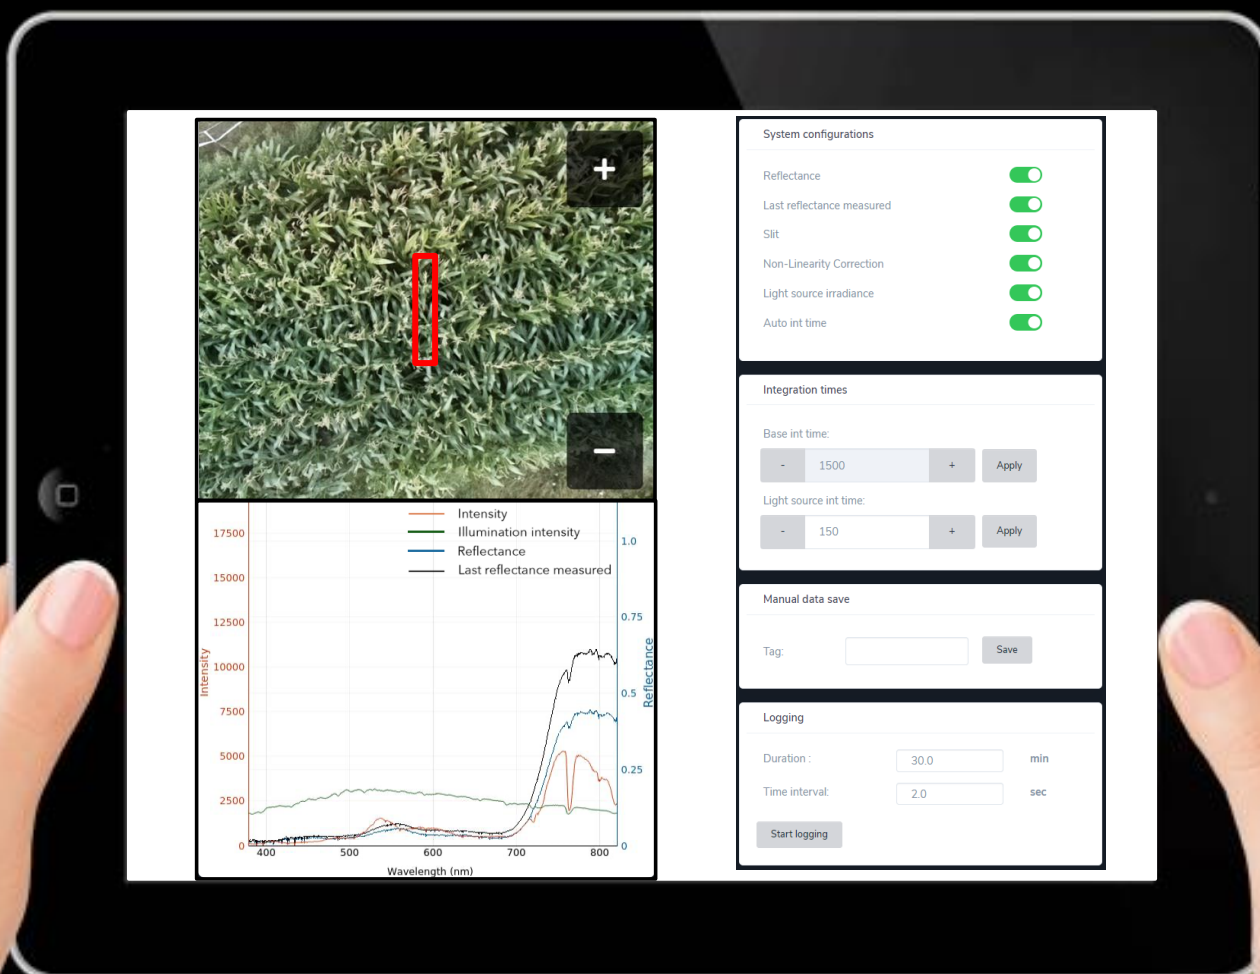 +
−
Intensity
Illumination intensity
Reflectance
Last reflectance measured
17500
15000
12500
10000
7500
5000
2500
0
Intensity
1.0
0.75
0.5
0.25
0
Reflectance
400 500 600 700 800
Wavelength (nm)
System configurations
Reflectance
Last reflectance measured
Slit
Non-Linearity Correction
Light source irradiance
Auto int time
Integration times
Base int time:
- 1500 + Apply
Light source int time:
- 150 + Apply
Manual data save
Tag: Save
Logging
Duration : 30.0 min
Time interval: 2.0 sec
Start logging